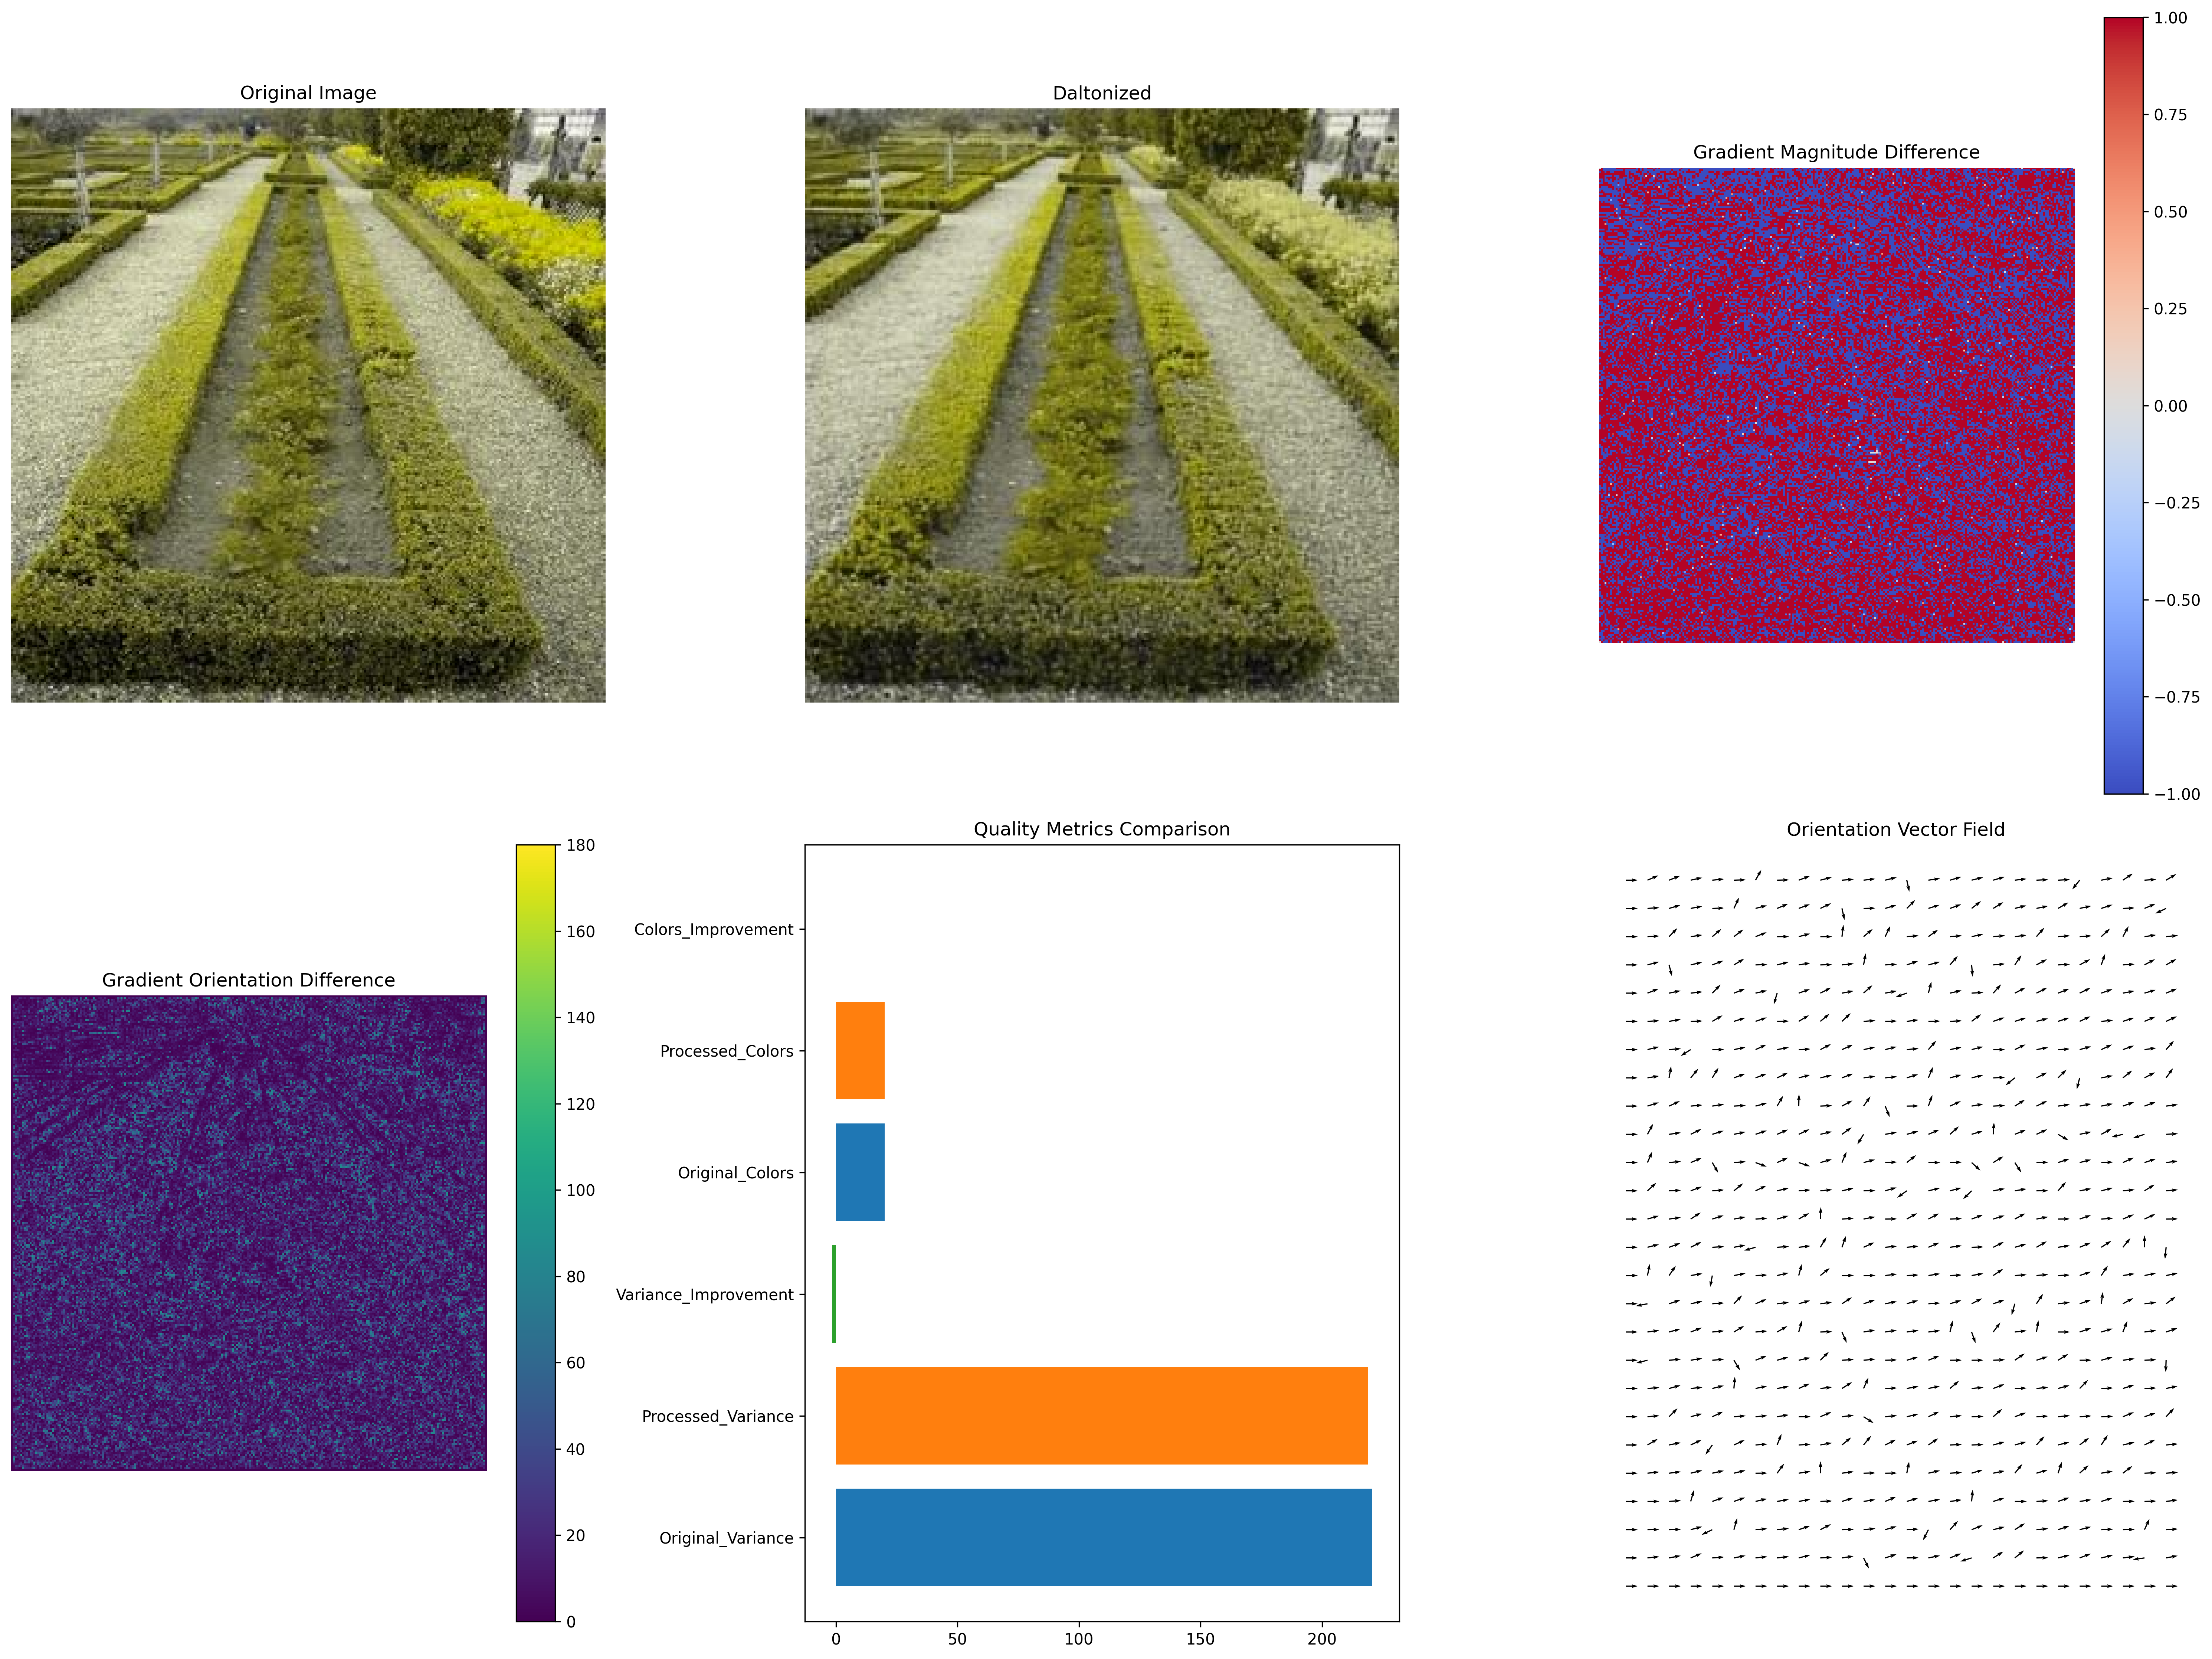 Original Image
Daltonized
Gradient Magnitude Difference
1.00
0.75
0.50
0.25
0.00
−0.25
−0.50
−0.75
−1.00
Gradient Orientation Difference
180
160
140
120
100
80
60
40
20
0
Quality Metrics Comparison
Colors_Improvement
Processed_Colors
Original_Colors
Variance_Improvement
Processed_Variance
Original_Variance
0 50 100 150 200
Orientation Vector Field